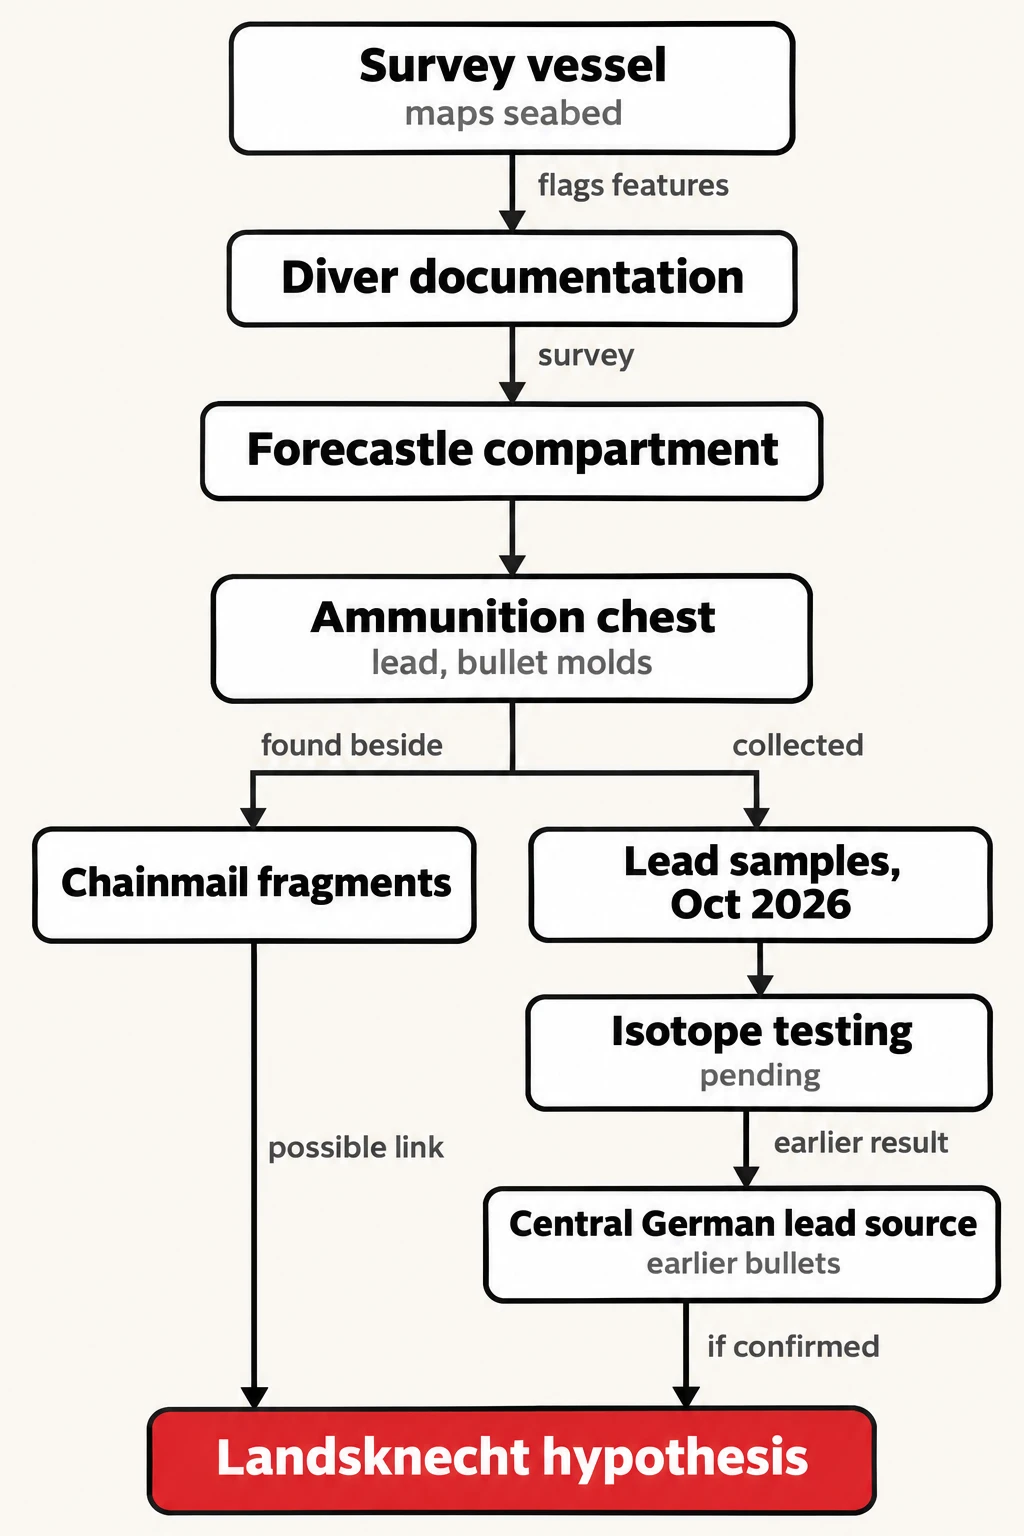 Survey vessel
maps seabed
flags features
Diver documentation
survey
Forecastle compartment
Ammunition chest
lead, bullet molds
found beside
collected
Chainmail fragments
Lead samples,
Oct 2026
Isotope testing
pending
possible link
earlier result
Central German lead source
earlier bullets
if confirmed
Landsknecht hypothesis